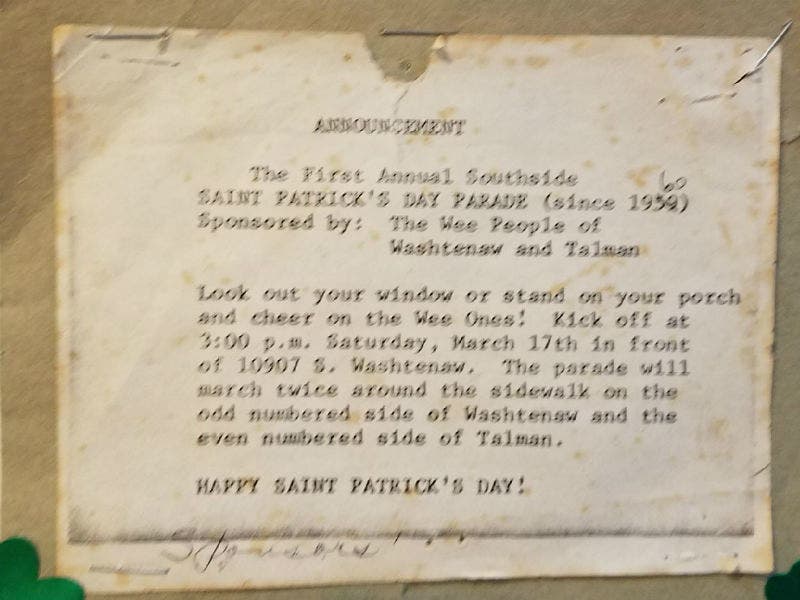 ANNOUNCEMENT
The First Annual Southside
60
SAINT PATRICK'S DAY PARADE (since 1959)
Sponsored by: The Wee People of
Washtenaw and Talman
Look out your window or stand on your porch
and cheer on the Wee Ones! Kick off at
3:00 p.m. Saturday, March 17th in front
of 10907 S. Washtenaw. The parade will
march twice around the sidewalk on the
odd numbered side of Washtenaw and the
even numbered side of Talman.
HAPPY SAINT PATRICK'S DAY!
Sponsors